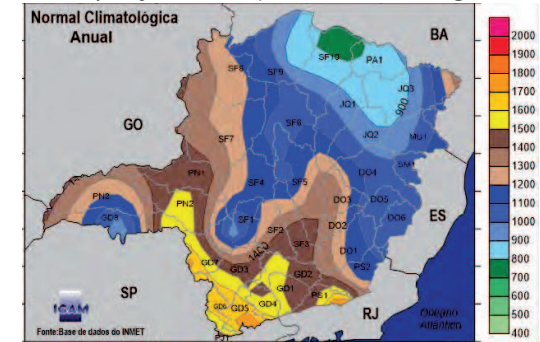 Normal Climatológica
Anual
BA
GO
ES
SP
RJ
Oceano
Atlântico
SF10
PA1
SF8
SF9
JQ3
900
JQ1
SF6
JQ2
MU1
SF7
SM1
DO4
PN1
SF4
SF5
PN2
PN2
DO3
DO5
GD8
SF1
DO6
SF2
DO2
SF3
1400
DO1
GD7
PS2
GD3
GD2
GD1
PS1
GD6
GD5
GD4
IGAM
Fonte:Base de dados do INMET
2000
1900
1800
1700
1600
1500
1400
1300
1200
1100
1000
900
800
700
600
500
400